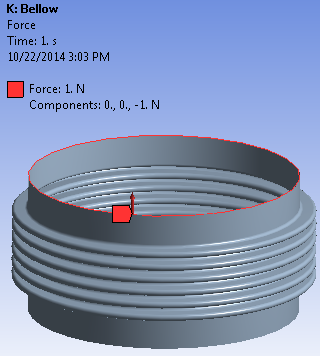 K: Bellow
Force
Time: 1. s
10/22/2014 3:03 PM
Force: 1. N
Components: 0., 0., -1. N